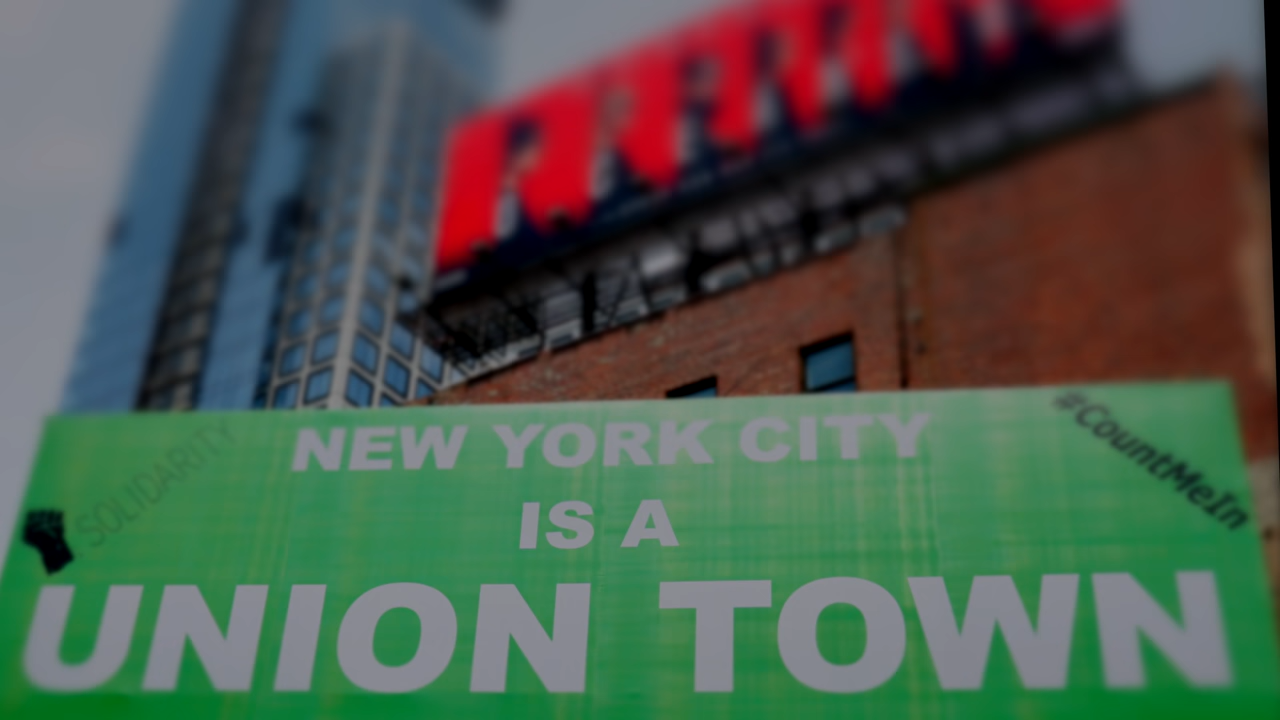 NEW YORK CITY
IS A
UNION TOWN
SOLIDARITY
#CountMeIn